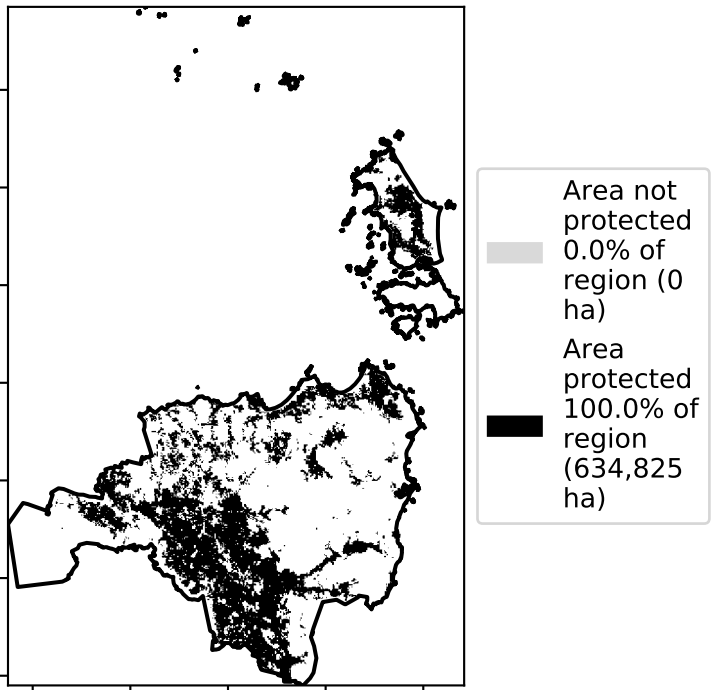 Area not
protected
0.0% of
region (0
ha)
Area
protected
100.0% of
region
(634,825
ha)